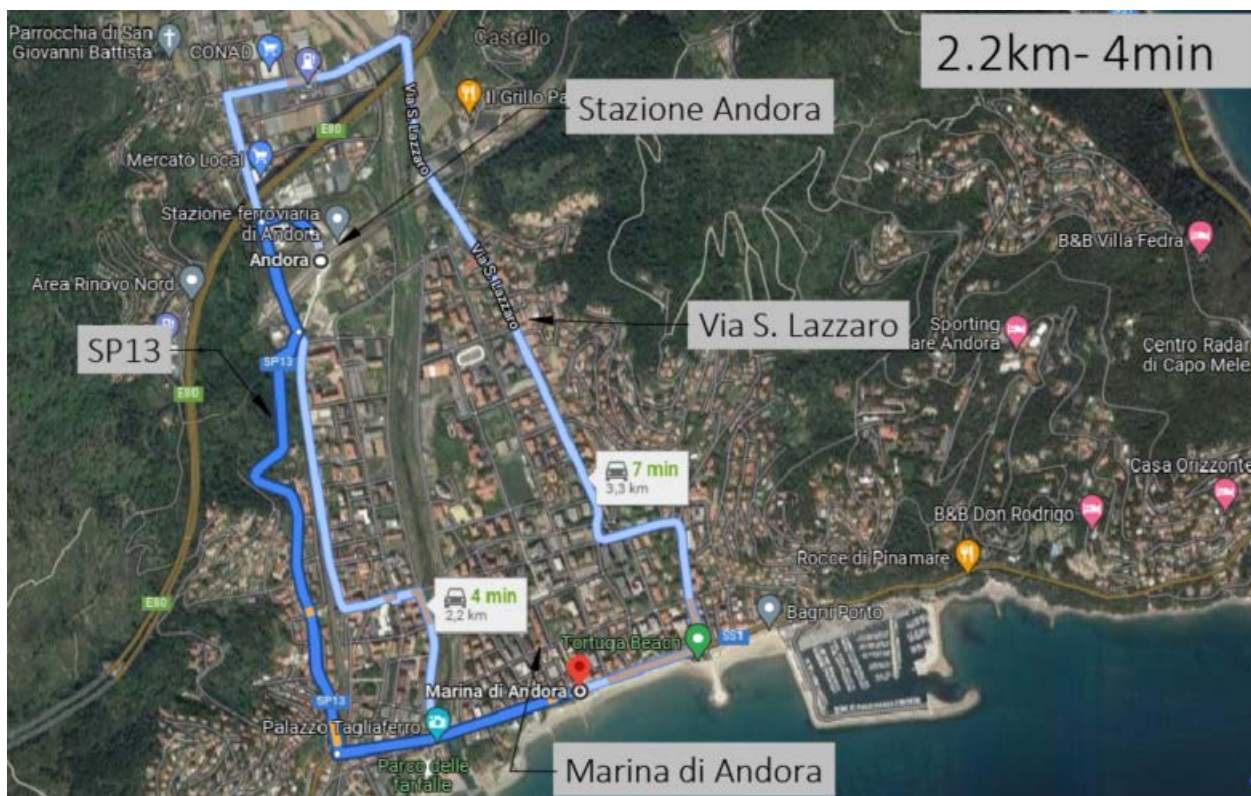 Parrocchia di San
Giovanni Battista
CONAD
Castello
2.2km- 4min
Il Grillo Pa
Stazione Andora
Via S. Lazzaro
E80
Mercatò Local
Stazione ferroviaria
di Andora
Andora
B&B Villa Fedra
Via S. Lazzaro
Area Rinovo Nord
Via S. Lazzaro
Sporting
are Andora
Centro Radar
di Capo Mele
SP13
SP13
E80
7 min
3,3 km
Casa Orizzonte
B&B Don Rodrigo
Rocce di Pinamare
4 min
2,2 km
E80
Bagni Porto
Tortuga Beach
SS1
Marina di Andora
SP13
Palazzo Tagliaferro
Parco delle
farfalle
Marina di Andora